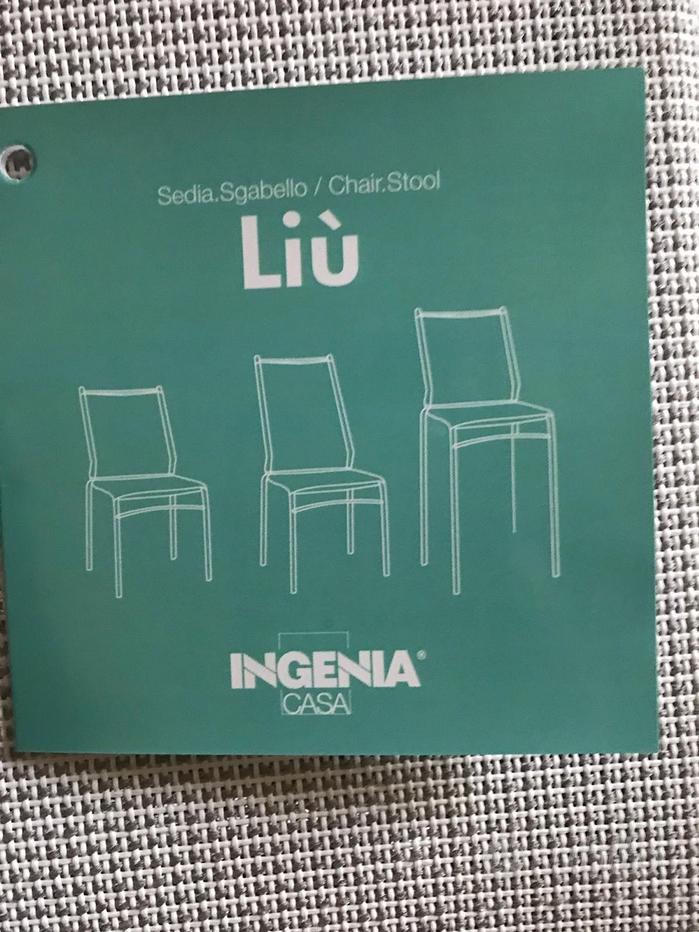 Sedia.Sgabello / Chair.Stool
Liù
INGENIA®
CASA